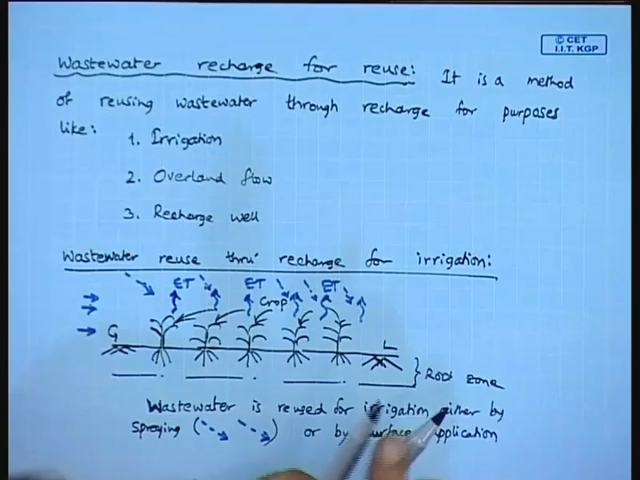 © CET
I.I.T. KGP
Wastewater recharge for reuse: It is a method
of reusing wastewater through recharge for purposes
like:
1. Irrigation
2. Overland flow
3. Recharge well
Wastewater reuse thru' recharge for irrigation:
ET ET ET
Crop
G L
Root zone
Wastewater is reused for irrigation either by
Spraying ( ) or by surface application